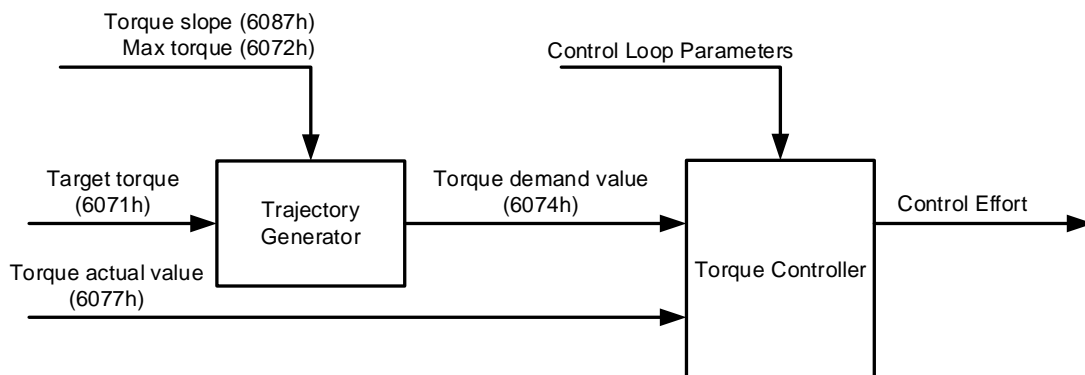 Torque slope (6087h)
Max torque (6072h)
Control Loop Parameters
Target torque
(6071h)
Trajectory
Generator
Torque demand value
(6074h)
Control Effort
Torque actual value
(6077h)
Torque Controller